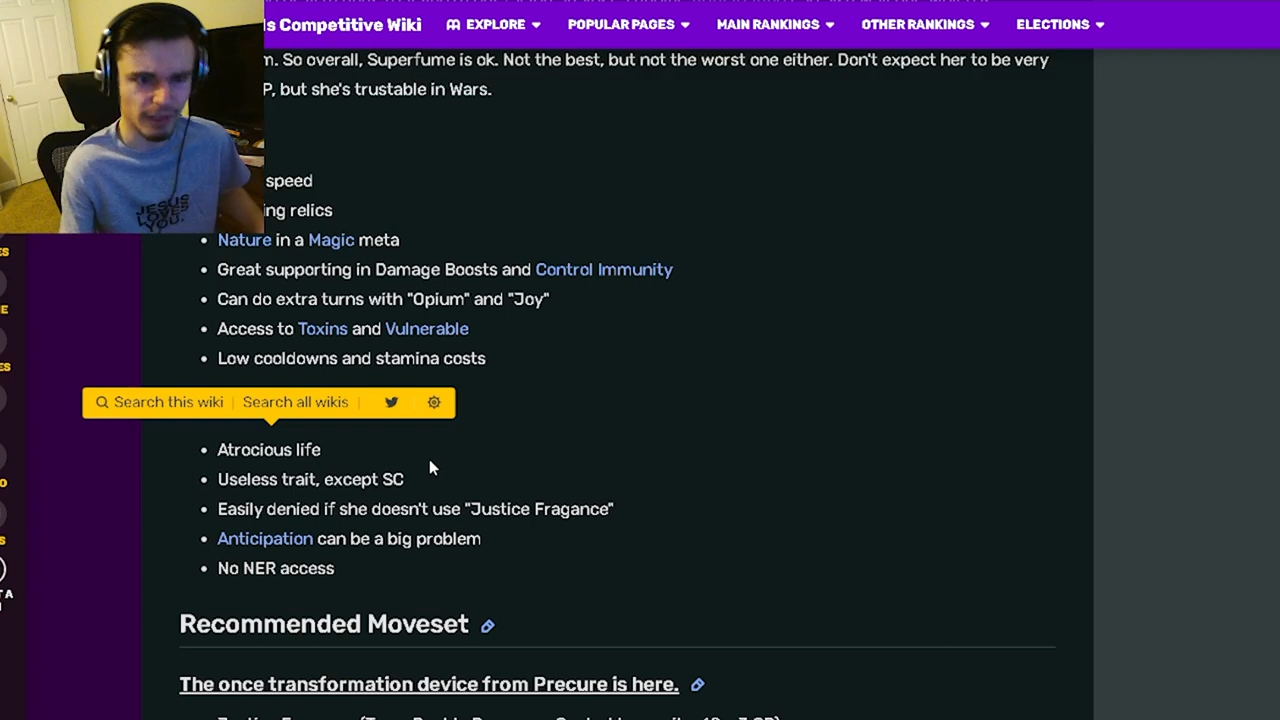 s Competitive Wiki
EXPLORE
POPULAR PAGES
MAIN RANKINGS
OTHER RANKINGS
ELECTIONS
m. So overall, Superfume is ok. Not the best, but not the worst one either. Don't expect her to be very
P, but she's trustable in Wars.
JESUS
LOVES
YOU.
speed
ing relics
Nature in a Magic meta
Great supporting in Damage Boosts and Control Immunity
Can do extra turns with "Opium" and "Joy"
Access to Toxins and Vulnerable
Low cooldowns and stamina costs
Search this wiki | Search all wikis |
Atrocious life
Useless trait, except SC
Easily denied if she doesn't use "Justice Fragance"
Anticipation can be a big problem
No NER access
Recommended Moveset
The once transformation device from Precure is here.